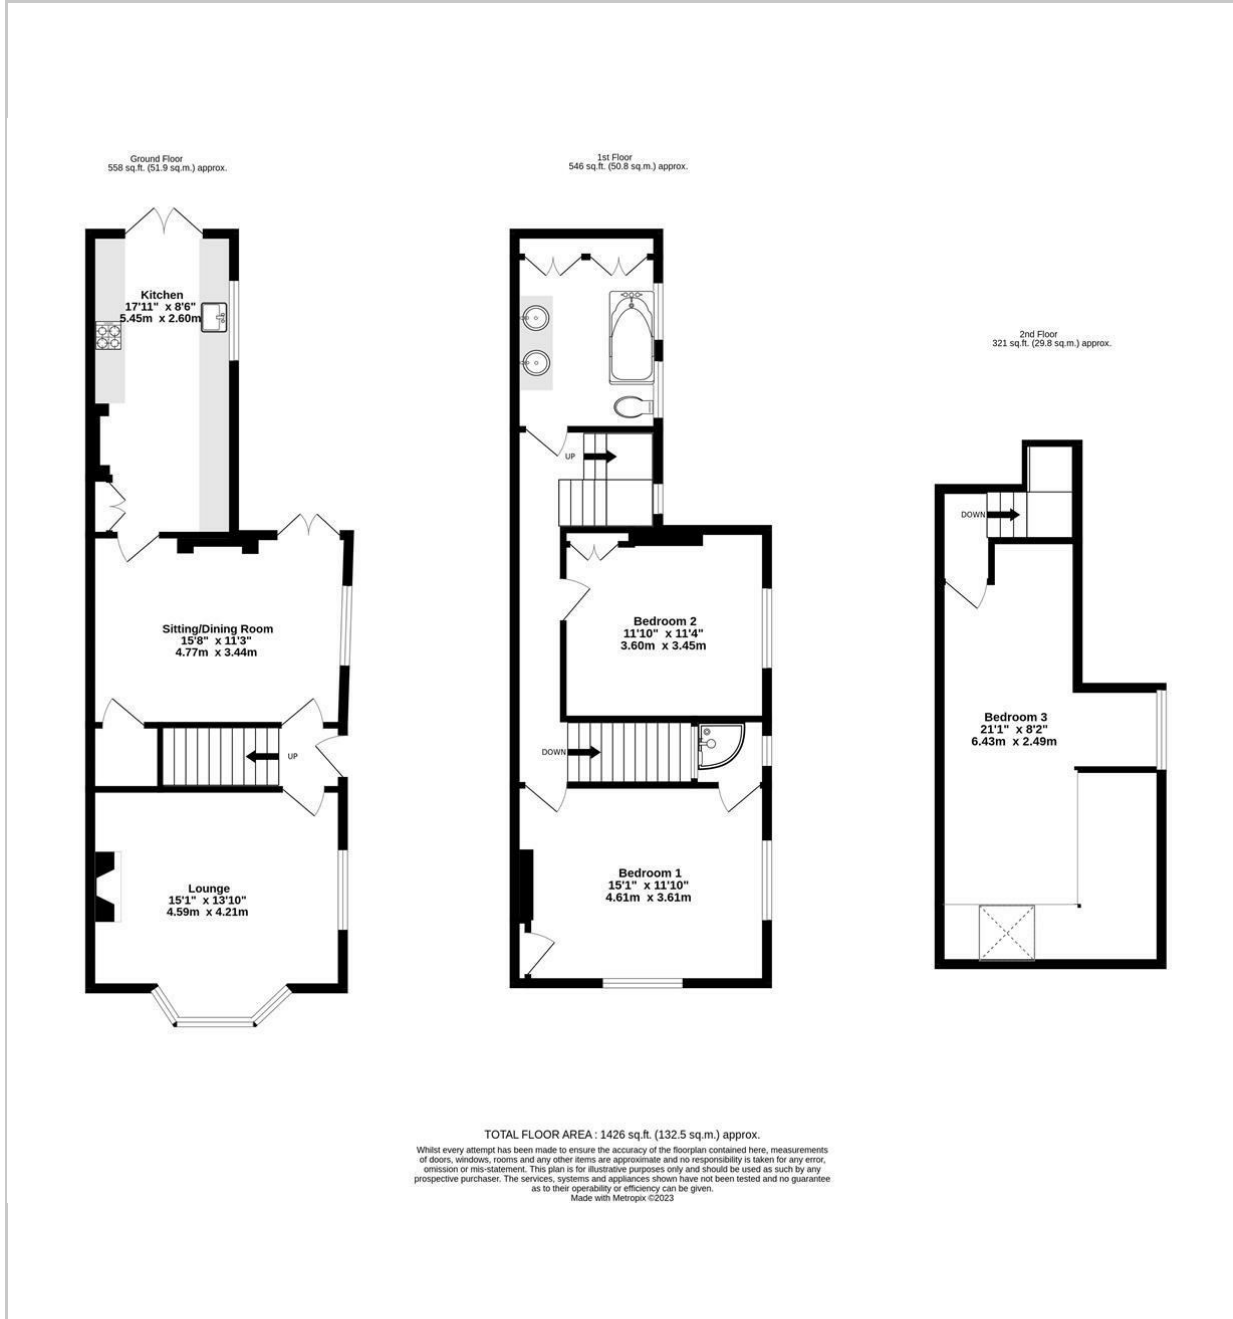 Ground Floor
558 sq.ft. (51.9 sq.m.) approx.
Kitchen
17'11" x 8'6"
5.45m x 2.60m
Sitting/Dining Room
15'8" x 11'3"
4.77m x 3.44m
UP
Lounge
15'1" x 13'10"
4.59m x 4.21m
1st Floor
546 sq.ft. (50.8 sq.m.) approx.
UP
Bedroom 2
11'10" x 11'4"
3.60m x 3.45m
DOWN
Bedroom 1
15'1" x 11'10"
4.61m x 3.61m
2nd Floor
321 sq.ft. (29.8 sq.m.) approx.
DOWN
Bedroom 3
21'1" x 8'2"
6.43m x 2.49m
TOTAL FLOOR AREA : 1426 sq.ft. (132.5 sq.m.) approx.
Whilst every attempt has been made to ensure the accuracy of the floorplan contained here, measurements
of doors, windows, rooms and any other items are approximate and no responsibility is taken for any error,
omission or mis-statement. This plan is for illustrative purposes only and should be used as such by any
prospective purchaser. The services, systems and appliances shown have not been tested and no guarantee
as to their operability or efficiency can be given.
Made with Metropix ©2023